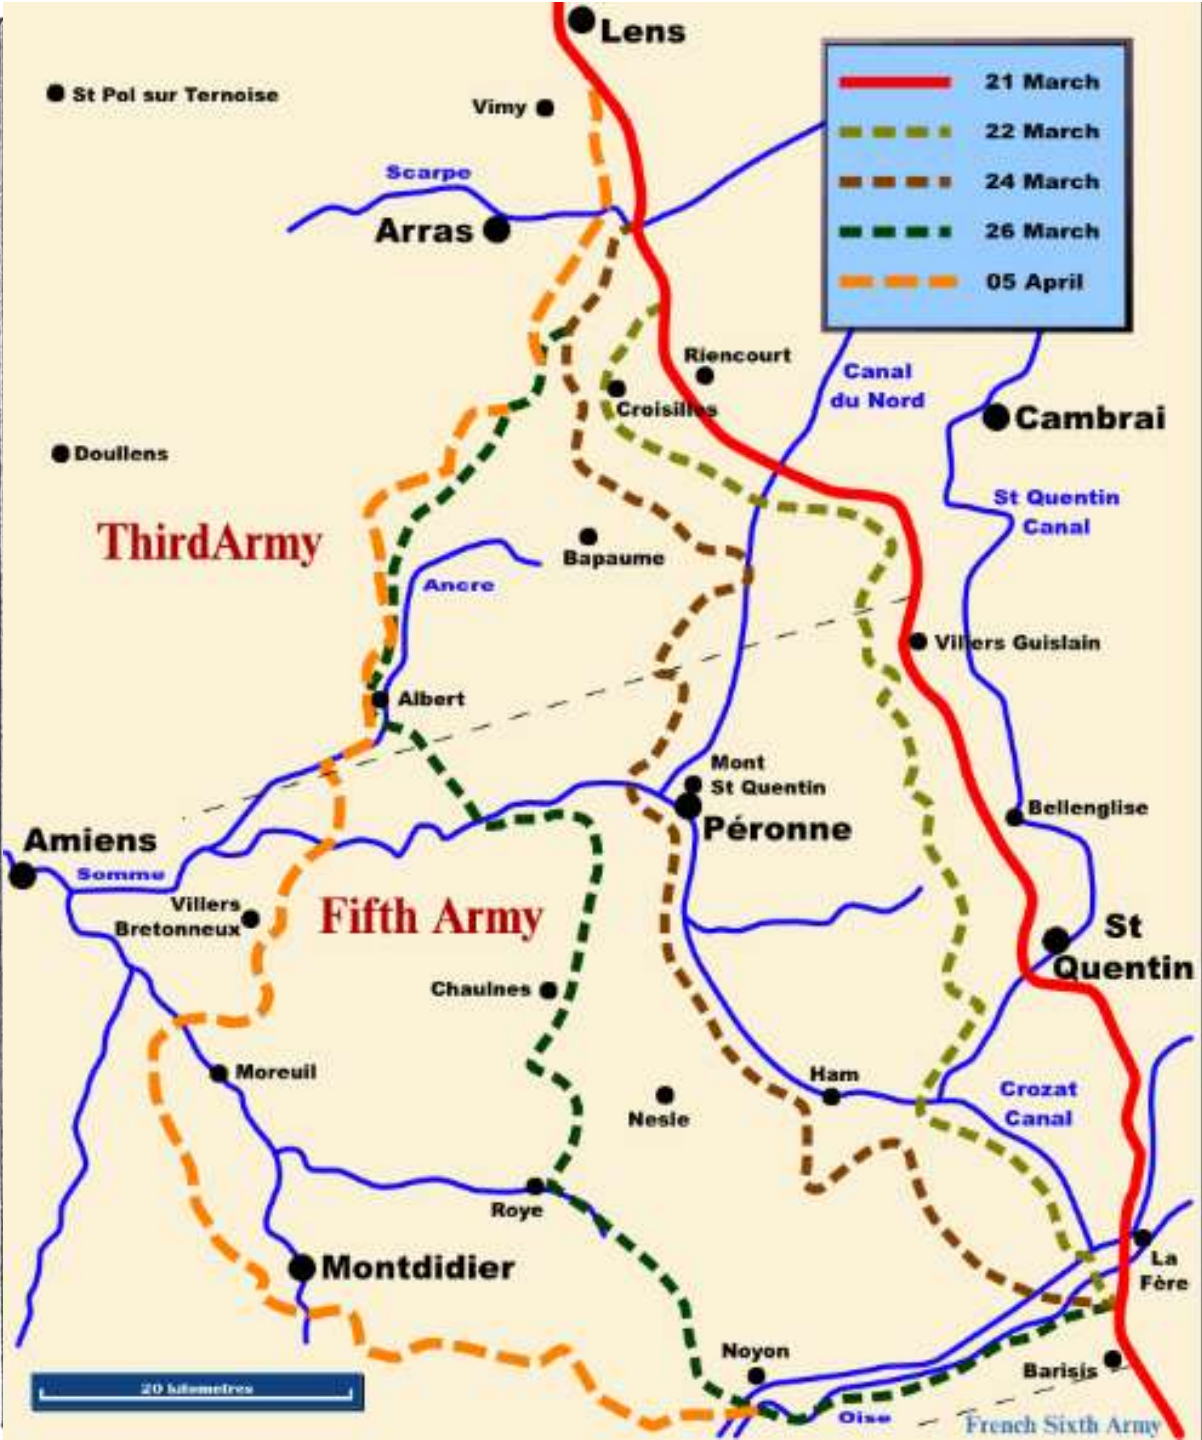 Lens
St Pol sur Ternoise
Vimy
21 March
22 March
24 March
26 March
05 April
Scarpe
Arras
Riencourt
Canal
du Nord
Croisilles
Cambrai
Doullens
St Quentin
Canal
ThirdArmy
Bapaume
Ancre
Villers Guislain
Albert
Mont
St Quentin
Péronne
Bellenglise
Amiens
Somme
Villers
Bretonneux
Fifth Army
St
Quentin
Chaulnes
Moreuil
Ham
Nesle
Crozat
Canal
Roye
La
Fère
Montdidier
Noyon
Barisis
20 kilometres
Oise
French Sixth Army